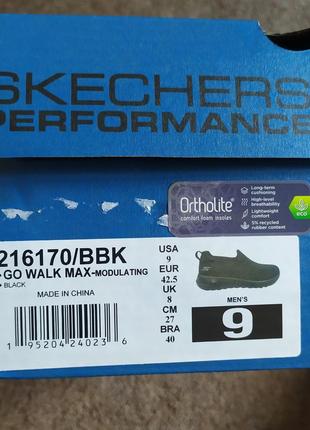 SKECHERS
PERFORMANCE
Ortholite
comfort foam insoles
Long-term cushioning
High-level breathability
Lightweight comfort
5% recycled rubber content
eco
216170/BBK
GO WALK MAX-MODULATING
• BLACK
MADE IN CHINA
1 95204 24023 6
USA
9
EUR
42.5
UK
8
CM
27
BRA
40
MEN'S
9